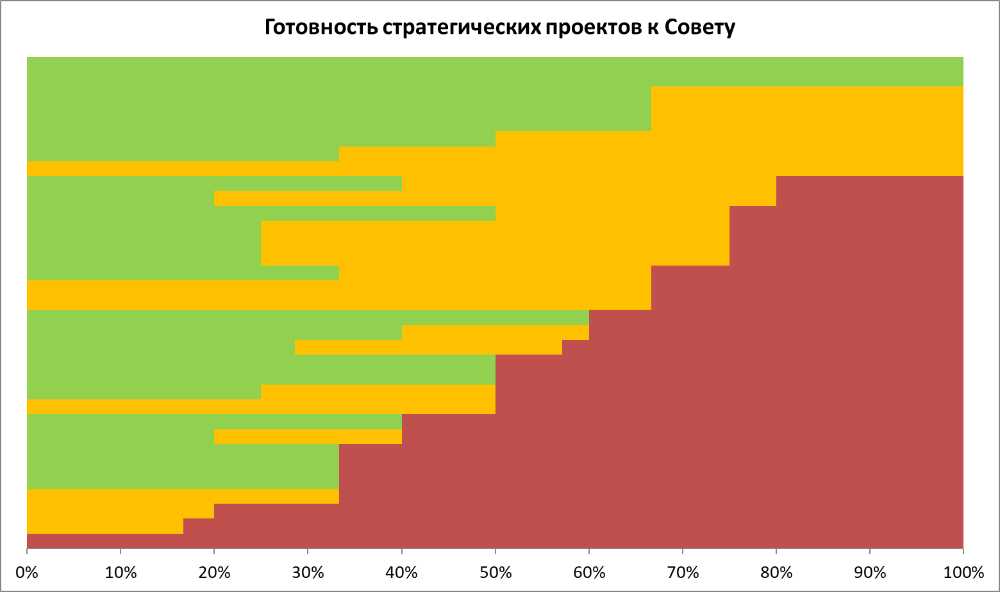 Готовность стратегических проектов к Совету
0% 10% 20% 30% 40% 50% 60% 70% 80% 90% 100%